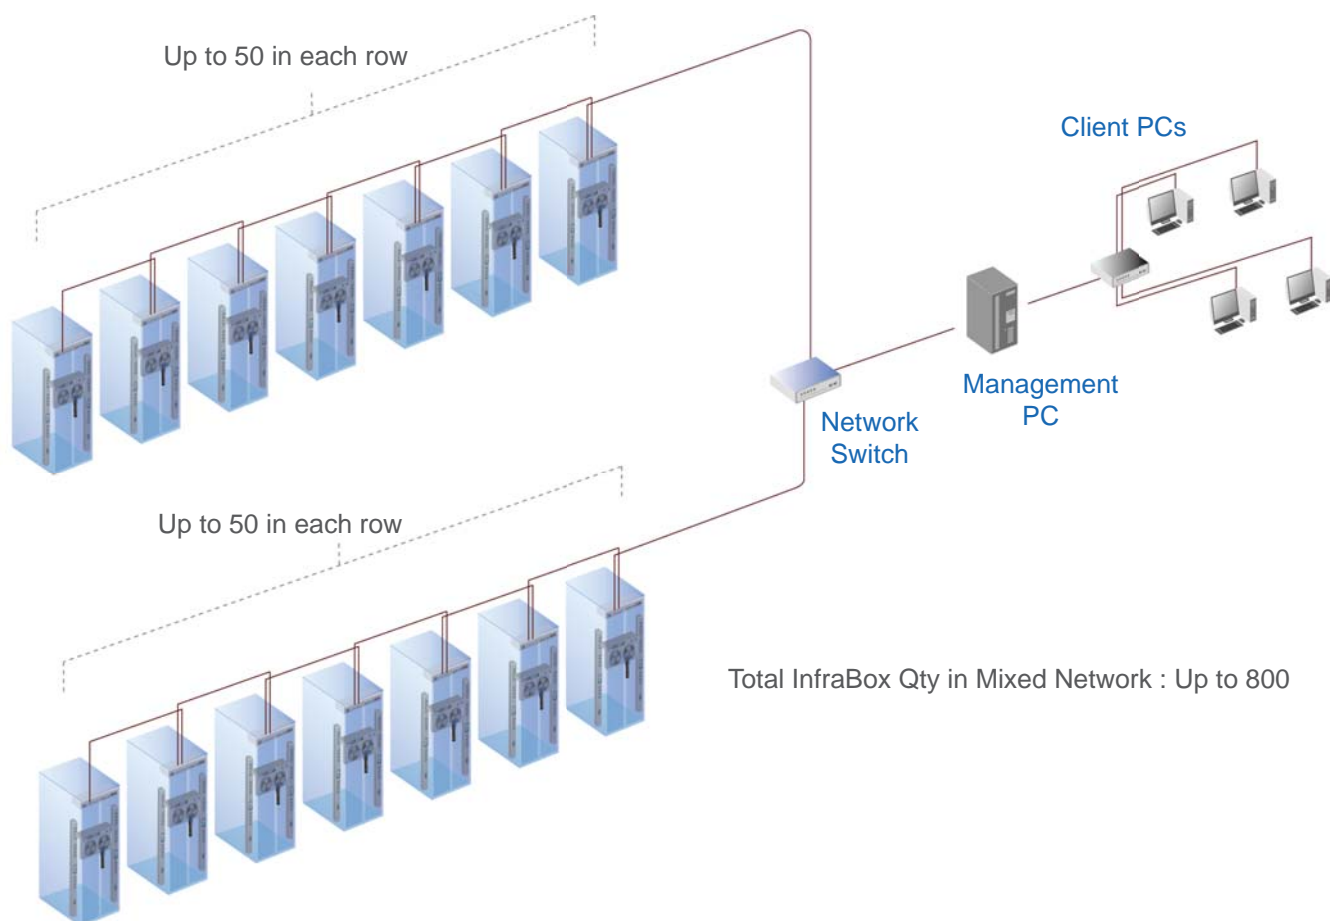 Up to 50 in each row
Client PCs
Management
PC
Network
Switch
Up to 50 in each row
Total InfraBox Qty in Mixed Network : Up to 800